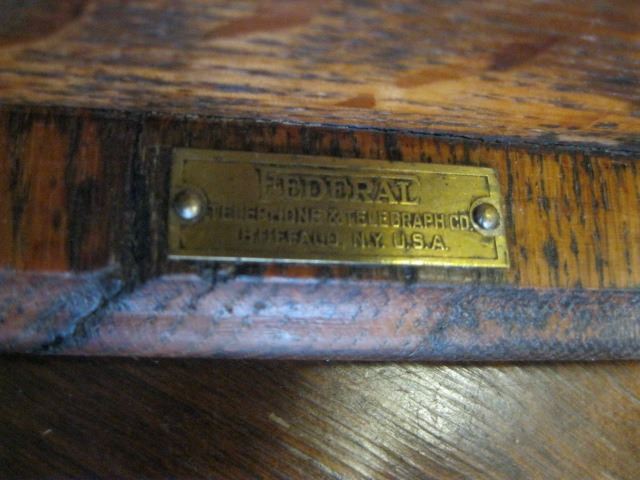 FEDERAL
TELEPHONE & TELEGRAPH CO.
BUFFALO, N.Y. U.S.A.